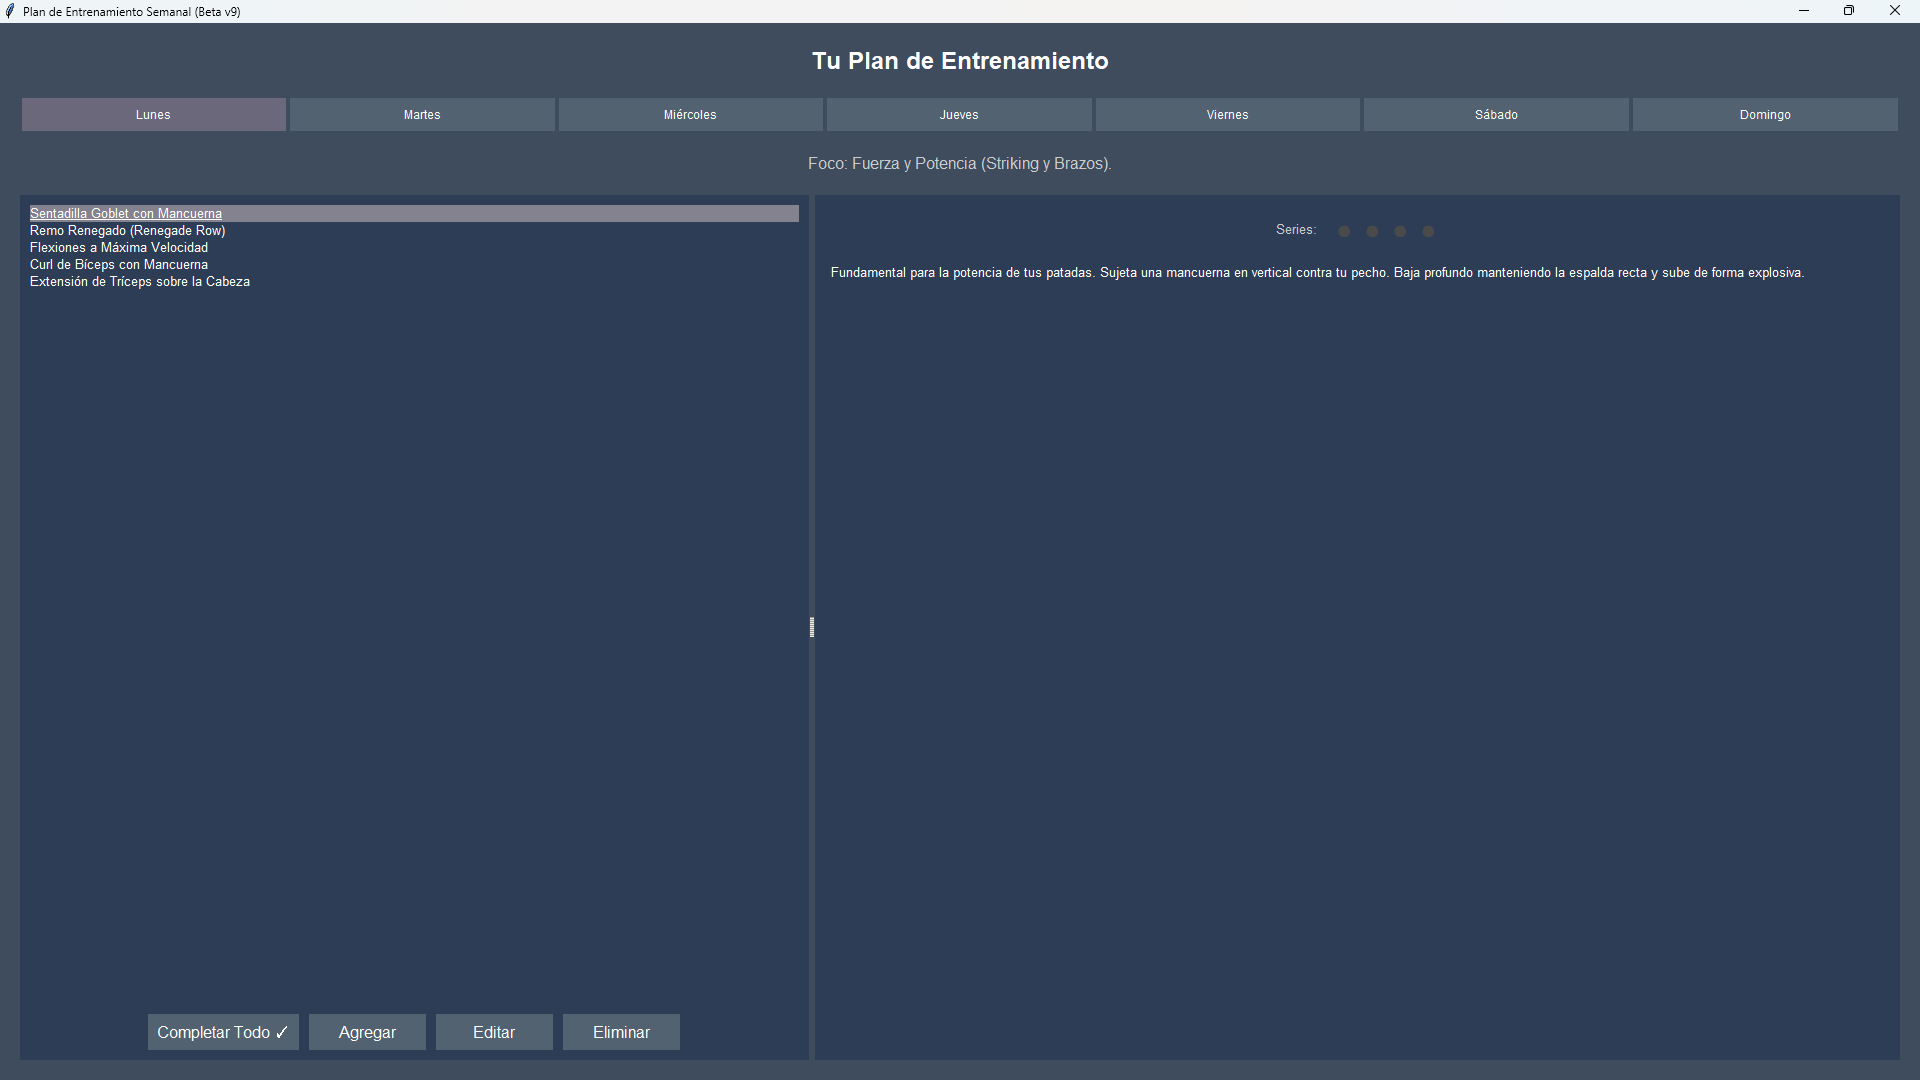 Plan de Entrenamiento Semanal (Beta v9)
Tu Plan de Entrenamiento
Lunes Martes Miércoles Jueves Viernes Sábado Domingo
Foco: Fuerza y Potencia (Striking y Brazos).
Sentadilla Goblet con Mancuerna
Remo Renegado (Renegade Row)
Flexiones a Máxima Velocidad
Curl de Bíceps con Mancuerna
Extensión de Tríceps sobre la Cabeza
Series:
Fundamental para la potencia de tus patadas. Sujeta una mancuerna en vertical contra tu pecho. Baja profundo manteniendo la espalda recta y sube de forma explosiva.
Completar Todo ✓ Agregar Editar Eliminar